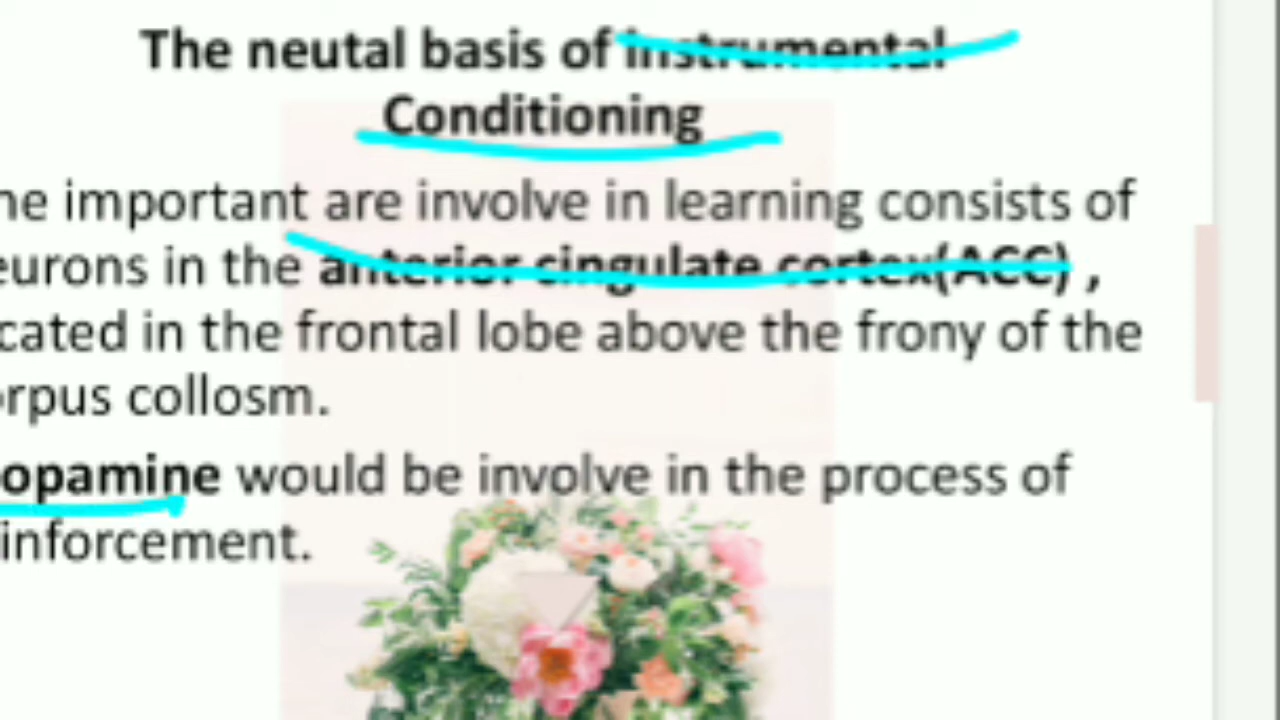 The neutal basis of instrumental
Conditioning
ne important are involve in learning consists of
eurons in the anterior cingulate cortex(ACC) ,
cated in the frontal lobe above the frony of the
orpus collosm.
opamine would be involve in the process of
inforcement.